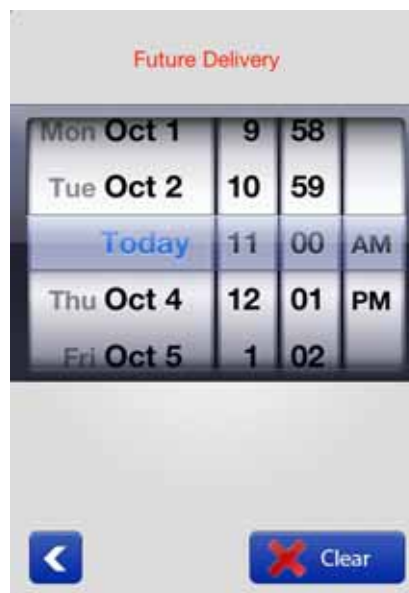 Future Delivery
Mon Oct 1 9 58
Tue Oct 2 10 59
Today 11 00 AM
Thu Oct 4 12 01 PM
Fri Oct 5 1 02
Clear